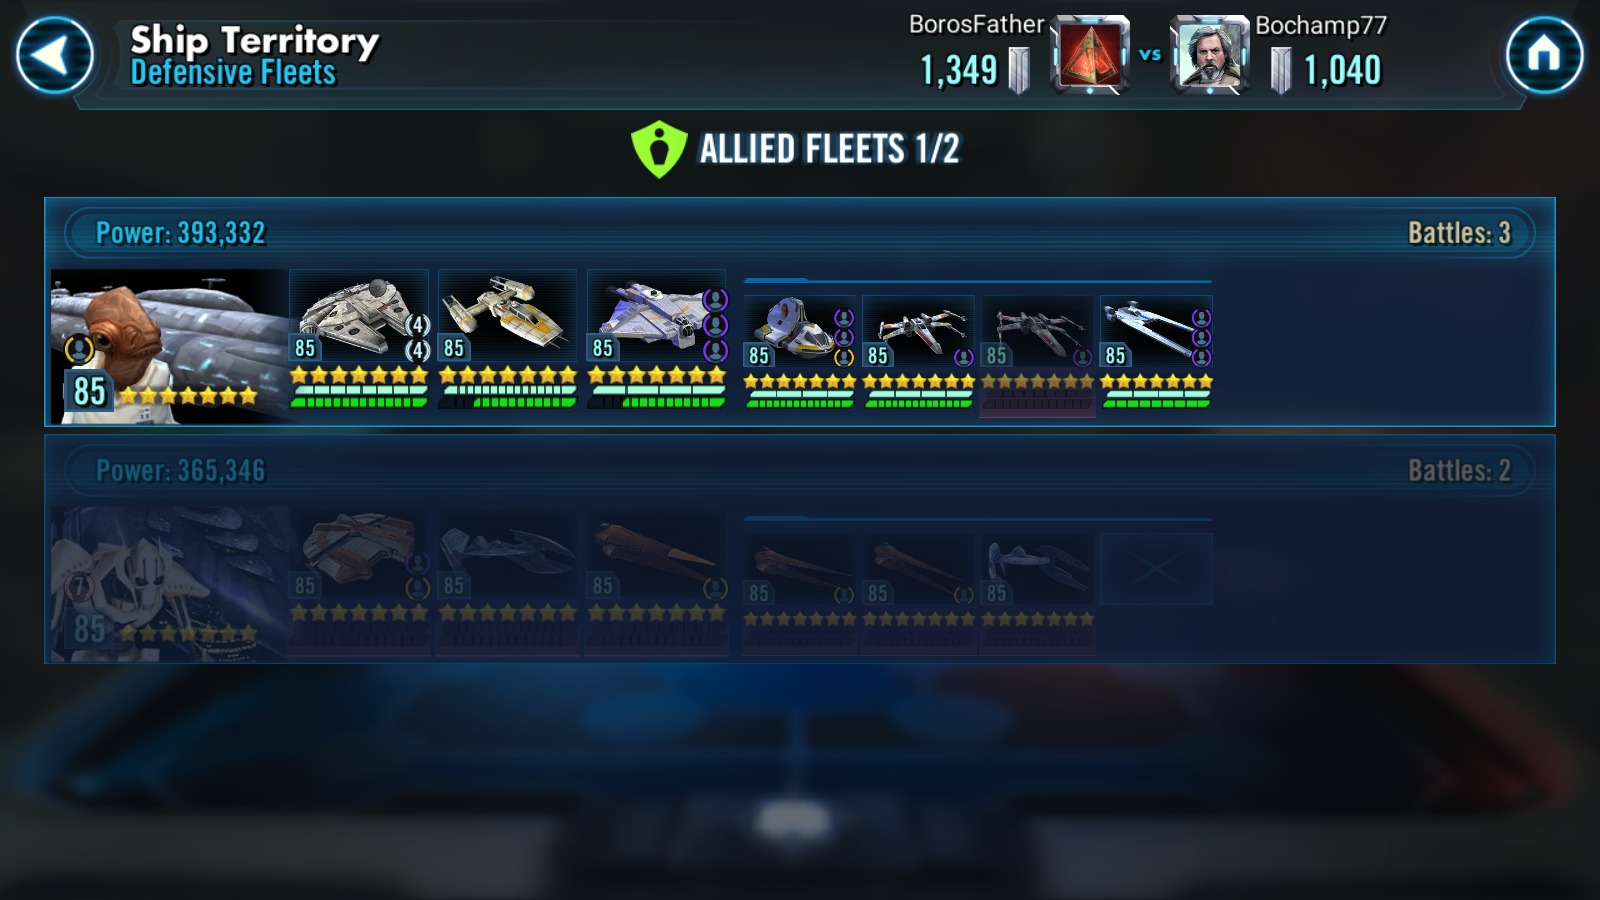 Ship Territory
Defensive Fleets
BorosFather
1,349
vs
Bochamp77
1,040
ALLIED FLEETS 1/2
Power: 393,332
Battles: 3
85
85
(4)
(4)
85
85
85
85
85
85
Power: 365,346
Battles: 2
7
85
85
85
85
85
85
85